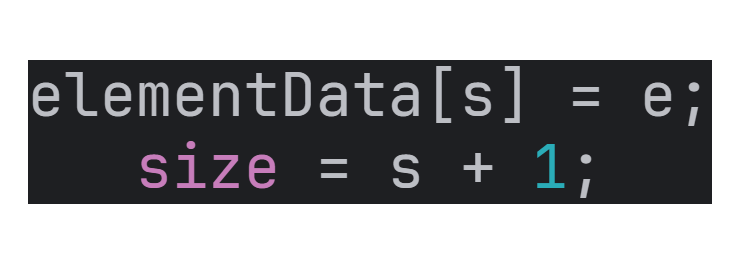 elementData[s] = e;
size = s + 1;